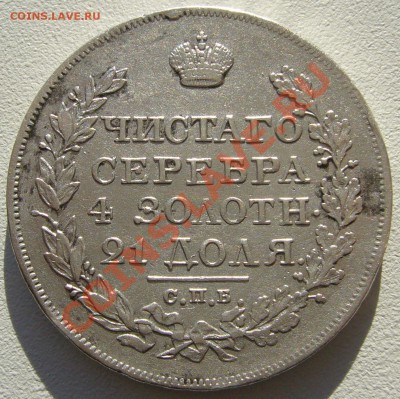 COINS.LAVE.RU
ЧИСТАГО
СЕРЕБРА
4 ЗОЛОТН.
21 ДОЛЯ.
С.П.Б.
COINS.LAVE.RU